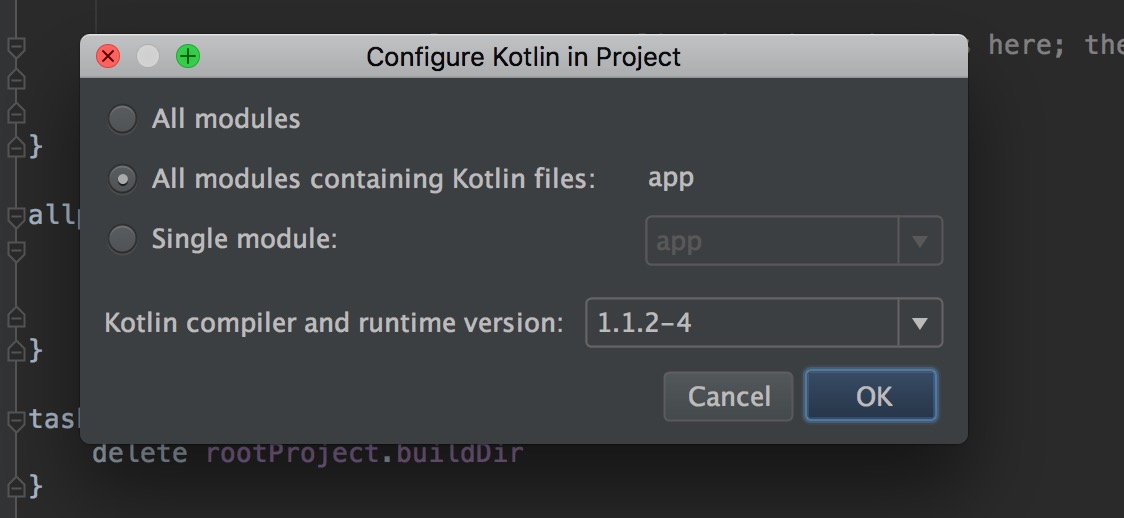 here; the
Configure Kotlin in Project
All modules
}
All modules containing Kotlin files: app
all
Single module: app
Kotlin compiler and runtime version: 1.1.2-4
}
Cancel OK
tas
delete rootProject.buildDir
}